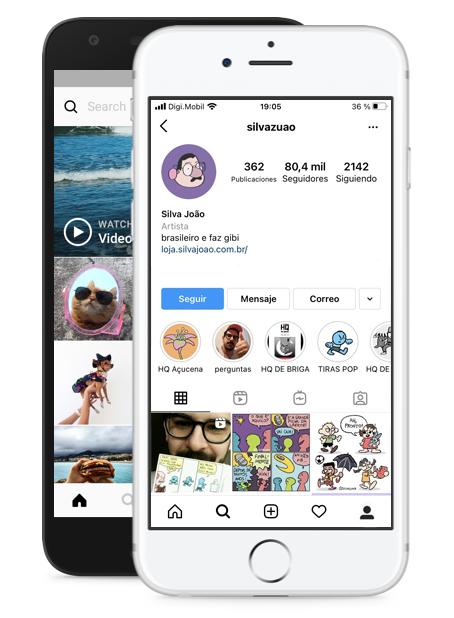 Search
WATCH
Video
Digi.Mobil
19:05
36 %
silvazuao
362
80,4 mil
2142
Publicaciones
Seguidores
Siguiendo
Silva João
Artista
brasileiro e faz gibi
loja.silvajoao.com.br/
Seguir
Mensaje
Correo
HQ
HQ Açucena
perguntas
HQ DE BRIGA
TIRAS POP
HQ DE